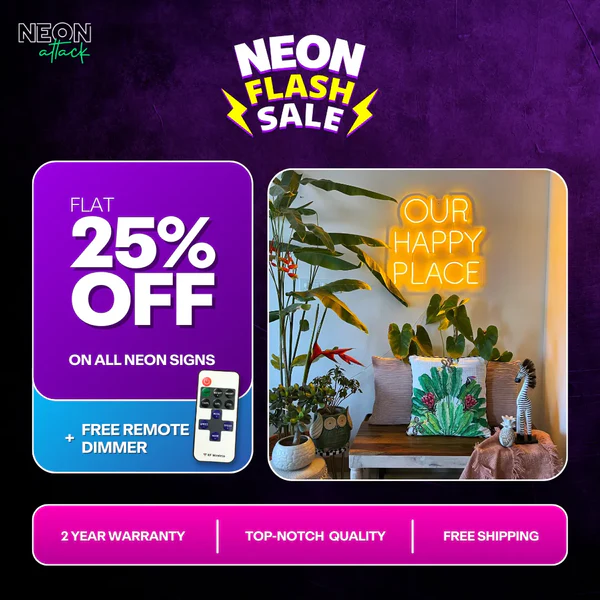 NEON
attack
NEON
FLASH
SALE
FLAT
25%
OFF
ON ALL NEON SIGNS
+ FREE REMOTE
DIMMER
OUR
HAPPY
PLACE
2 YEAR WARRANTY
TOP-NOTCH QUALITY
FREE SHIPPING